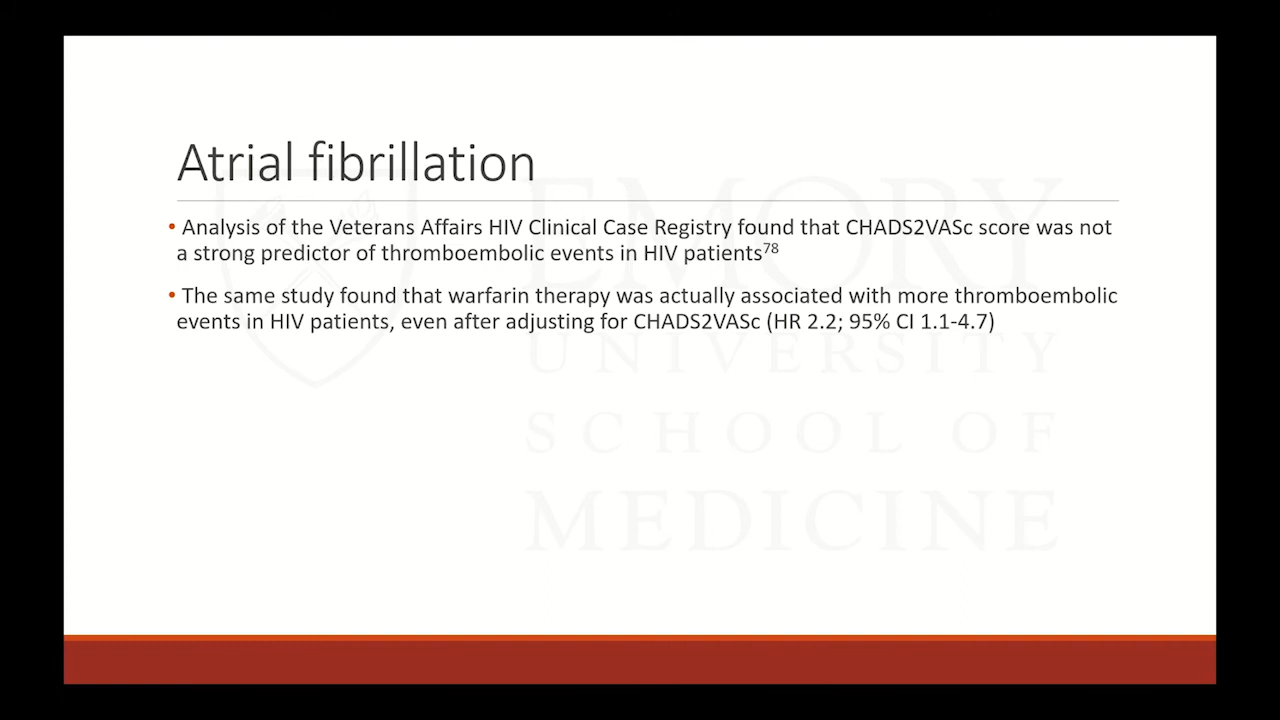 Atrial fibrillation
• Analysis of the Veterans Affairs HIV Clinical Case Registry found that CHADS2VASc score was not
a strong predictor of thromboembolic events in HIV patients78
• The same study found that warfarin therapy was actually associated with more thromboembolic
events in HIV patients, even after adjusting for CHADS2VASc (HR 2.2; 95% CI 1.1-4.7)
EMORY
UNIVERSITY
SCHOOL OF
MEDICINE